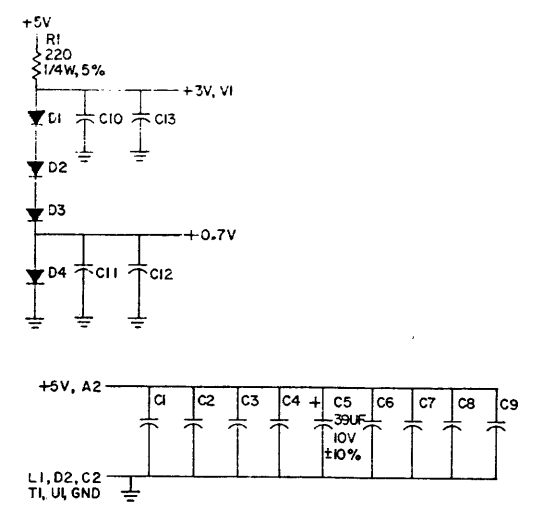 +5V
R1
220
1/4W, 5%
+3V, V1
D1
C10
C13
D2
D3
+0.7V
D4
C11
C12
+5V, A2
C1
C2
C3
C4
+
C5
C6
C7
C8
C9
39UF
10V
±10%
L1, D2, C2
T1, U1, GND